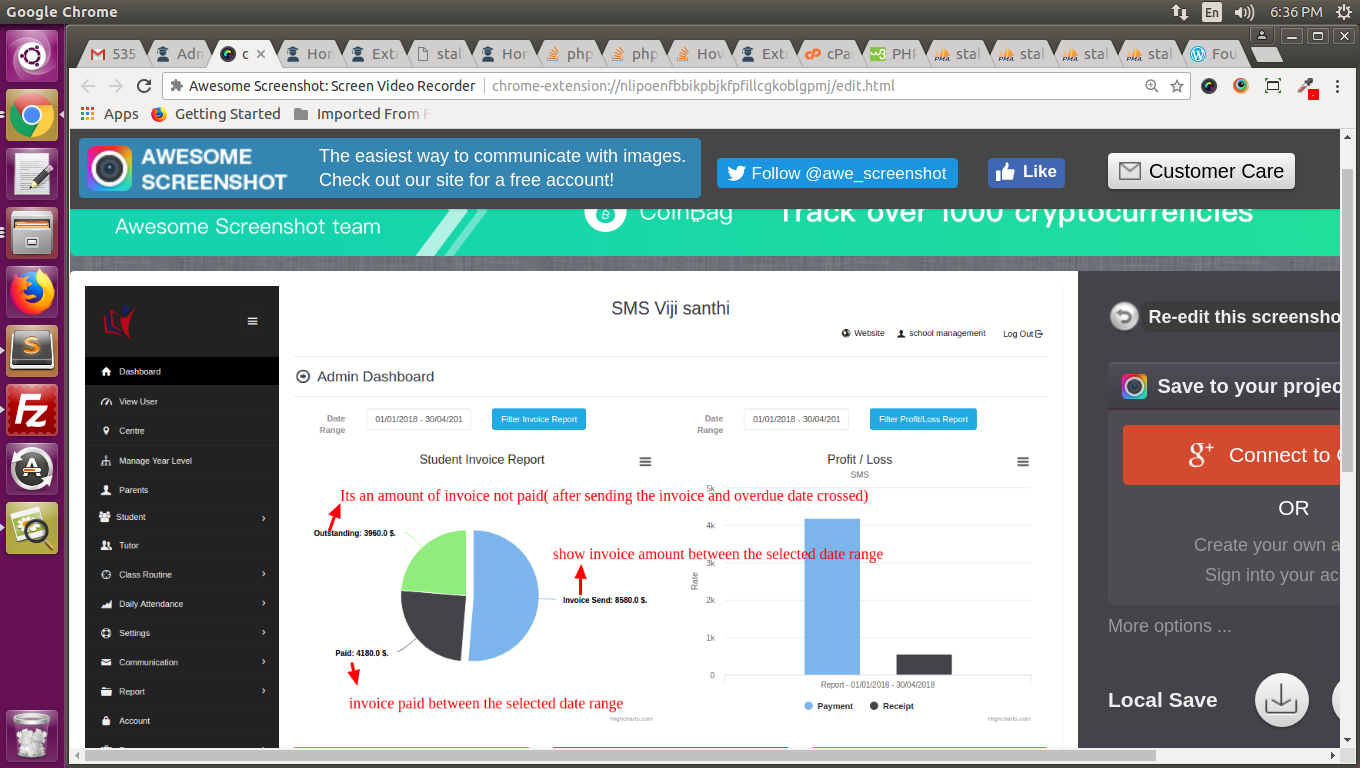 Google Chrome
En
6:36 PM
535
Adm
c
Hom
Ext
stal
Hom
php
php
How
Ext
cPa
PHP
stal
stal
stal
stal
Fou
Awesome Screenshot: Screen Video Recorder
chrome-extension://nlipoenfbbikpbjkfpfillcgkoblgpmj/edit.html
Apps
Getting Started
Imported From F
AWESOME
SCREENSHOT
The easiest way to communicate with images.
Check out our site for a free account!
Follow @awe_screenshot
Like
Customer Care
Awesome Screenshot team
CoinBag
Track over 1000 cryptocurrencies
SMS Viji santhi
Website
school management
Log Out
Dashboard
View User
Centre
Manage Year Level
Parents
Student
Tutor
Class Routine
Daily Attendance
Settings
Communication
Report
Account
Admin Dashboard
Date
Range
01/01/2018 - 30/04/201
Filter Invoice Report
Date
Range
01/01/2018 - 30/04/201
Filter Profit/Loss Report
Student Invoice Report
Its an amount of invoice not paid( after sending the invoice and overdue date crossed)
Outstanding: 3960.0 $.
show invoice amount between the selected date range
Invoice Send: 8580.0 $.
Paid: 4180.0 $.
invoice paid between the selected date range
Highcharts.com
Profit / Loss
SMS
5k
4k
3k
2k
1k
0
Rate
Report - 01/01/2018 - 30/04/2018
Payment
Receipt
Highcharts.com
Re-edit this screensho
Save to your projec
g+
Connect to
OR
Create your own a
Sign into your ac
More options ...
Local Save